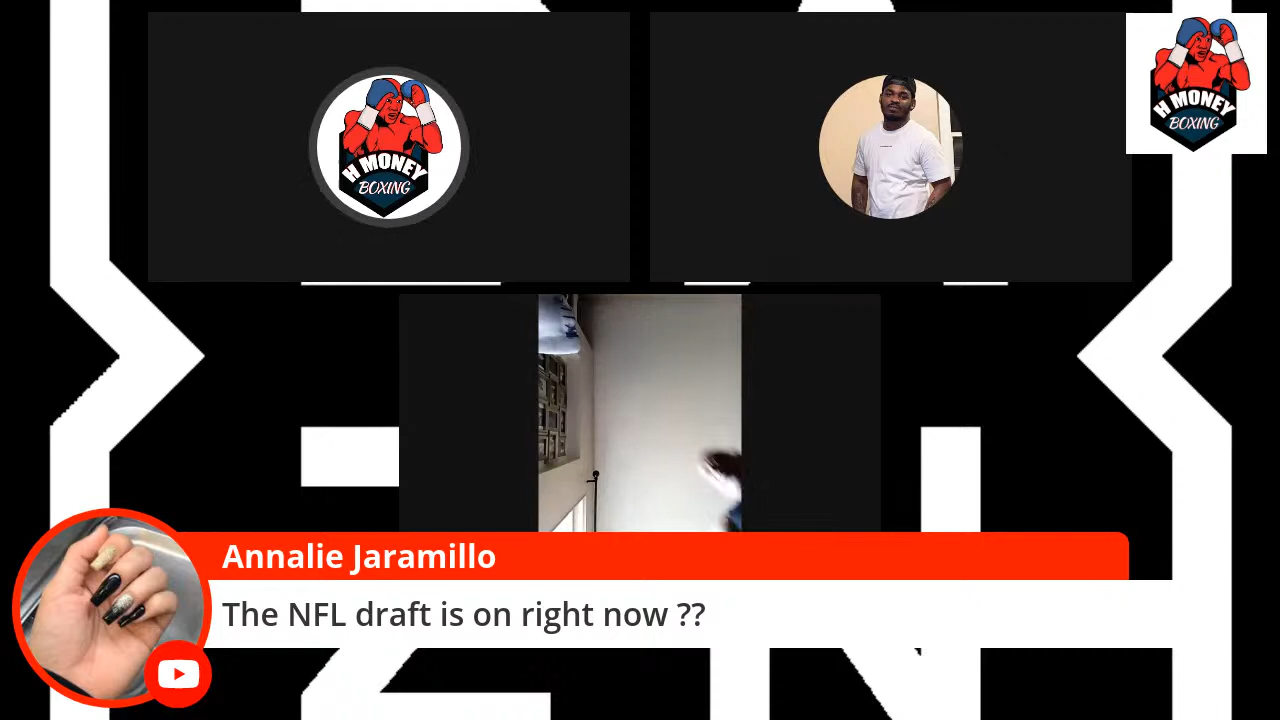 H MONEY
BOXING
H MONEY
BOXING
Annalie Jaramillo
The NFL draft is on right now ??